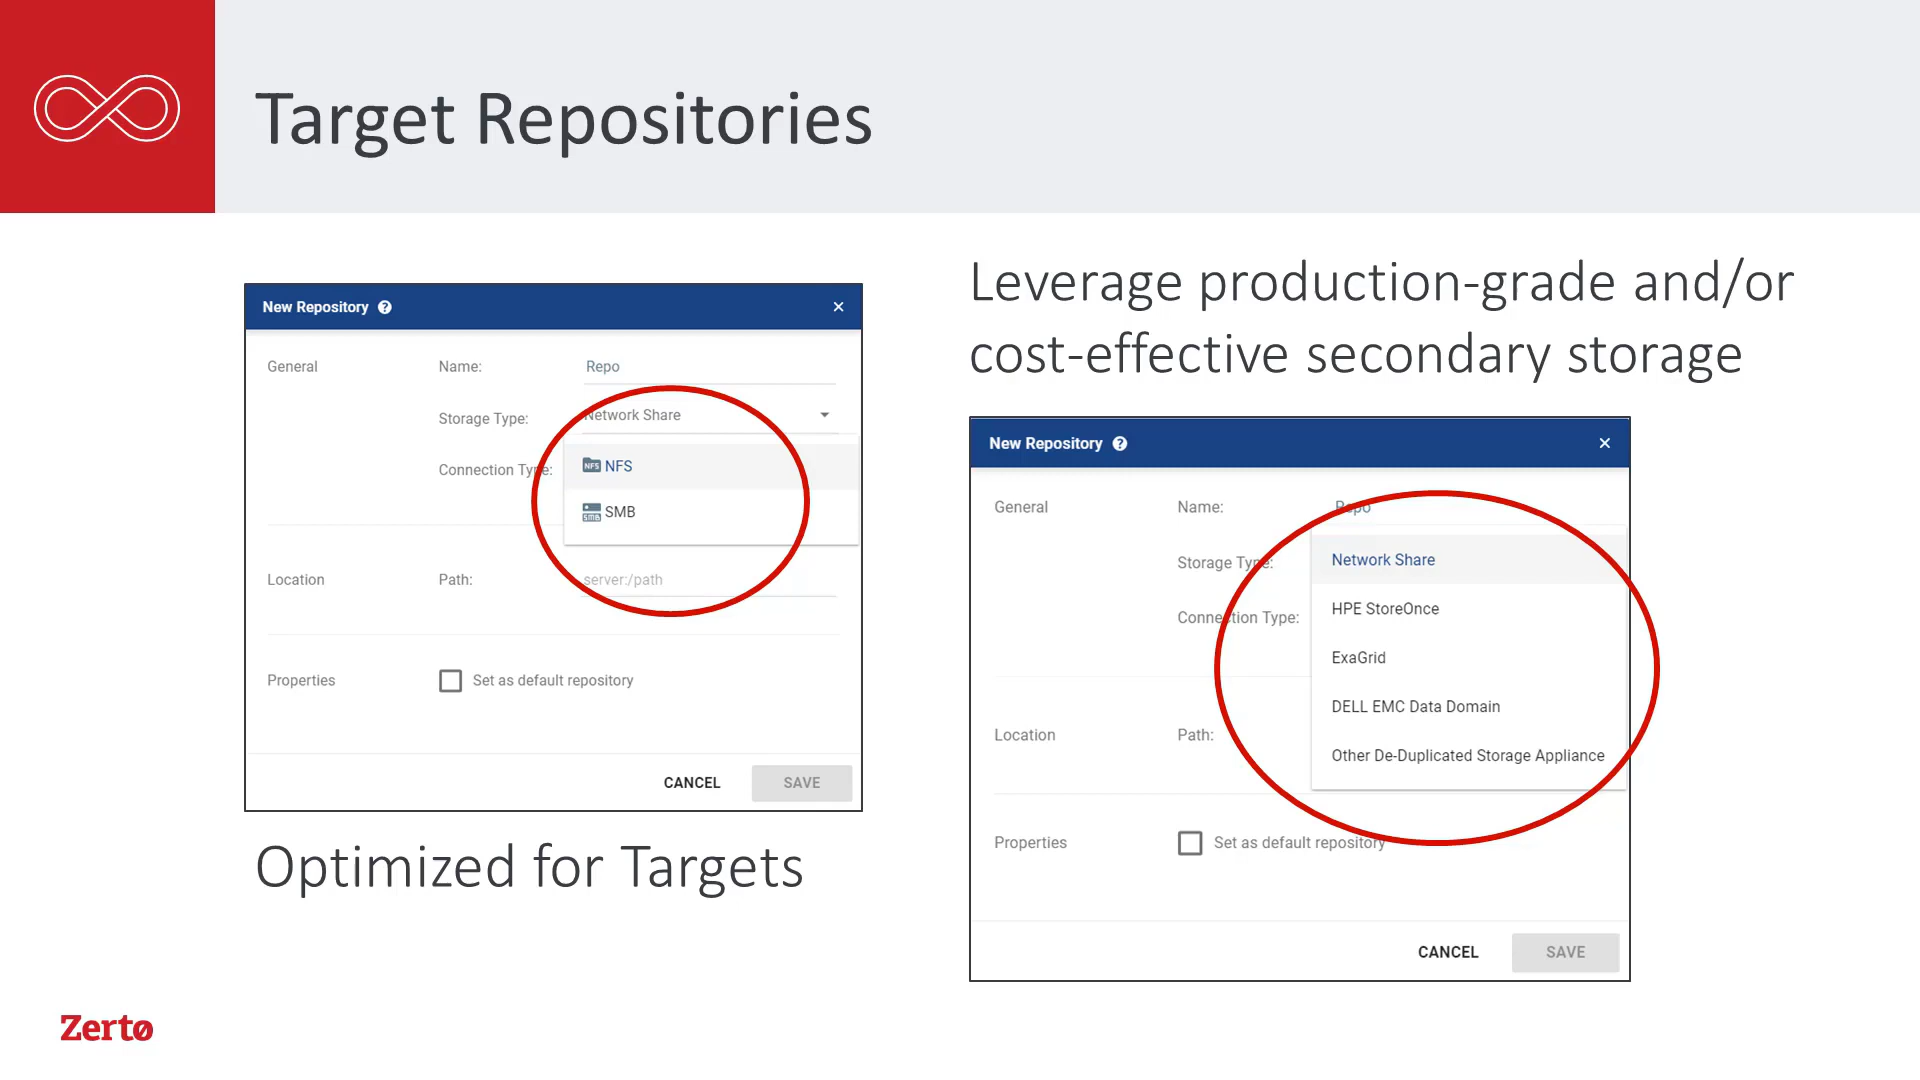 Target Repositories
New Repository ?
General
Name: Repo
Storage Type: Network Share
Connection Type:
NFS NFS
SMB SMB
Location
Path: server:/path
Properties
Set as default repository
CANCEL SAVE
Optimized for Targets
Leverage production-grade and/or
cost-effective secondary storage
New Repository ?
General
Name: Repo
Storage Type:
Network Share
HPE StoreOnce
Connection Type:
ExaGrid
DELL EMC Data Domain
Location
Path:
Other De-Duplicated Storage Appliance
Properties
Set as default repository
CANCEL SAVE
Zerto